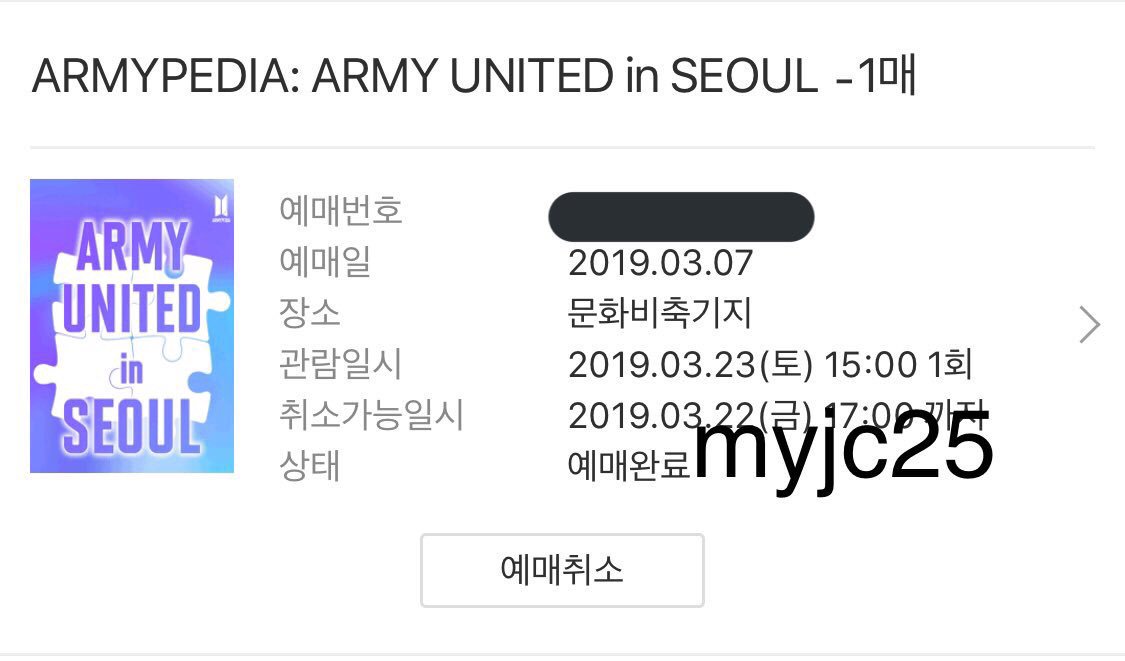 ARMYPEDIA: ARMY UNITED in SEOUL -1매
ARMY
UNITED
in
SEOUL
예매번호
예매일 2019.03.07
장소 문화비축기지
관람일시 2019.03.23(토) 15:00 1회
취소가능일시 2019.03.22(금) 17:00 까지
상태 예매완료
myjc25
예매취소